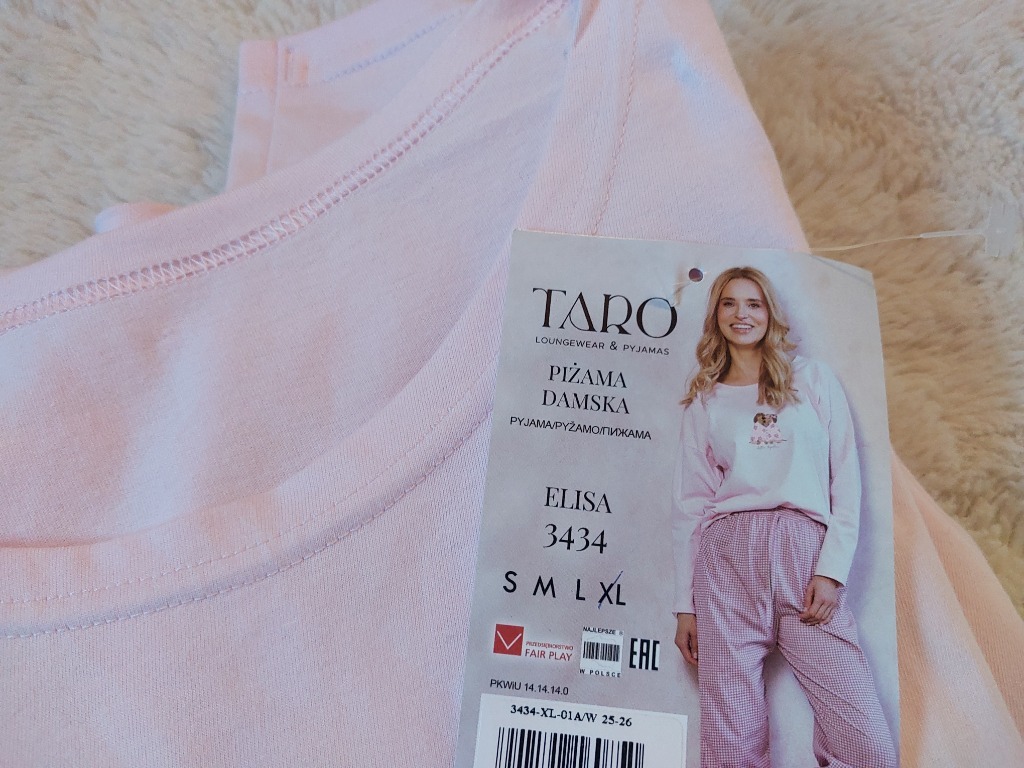 TARO
LOUNGEWEAR & PYJAMAS
PIŻAMA
DAMSKA
PYJAMA/PYŽAMO/ПИЖАМА
ELISA
3434
S M L XL
PRZEDSIĘBIORSTWO
FAIR PLAY
NAJLEPSZE
W POLSCE
EAC
PKWiU 14.14.14.0
3434-XL-01A/W 25-26